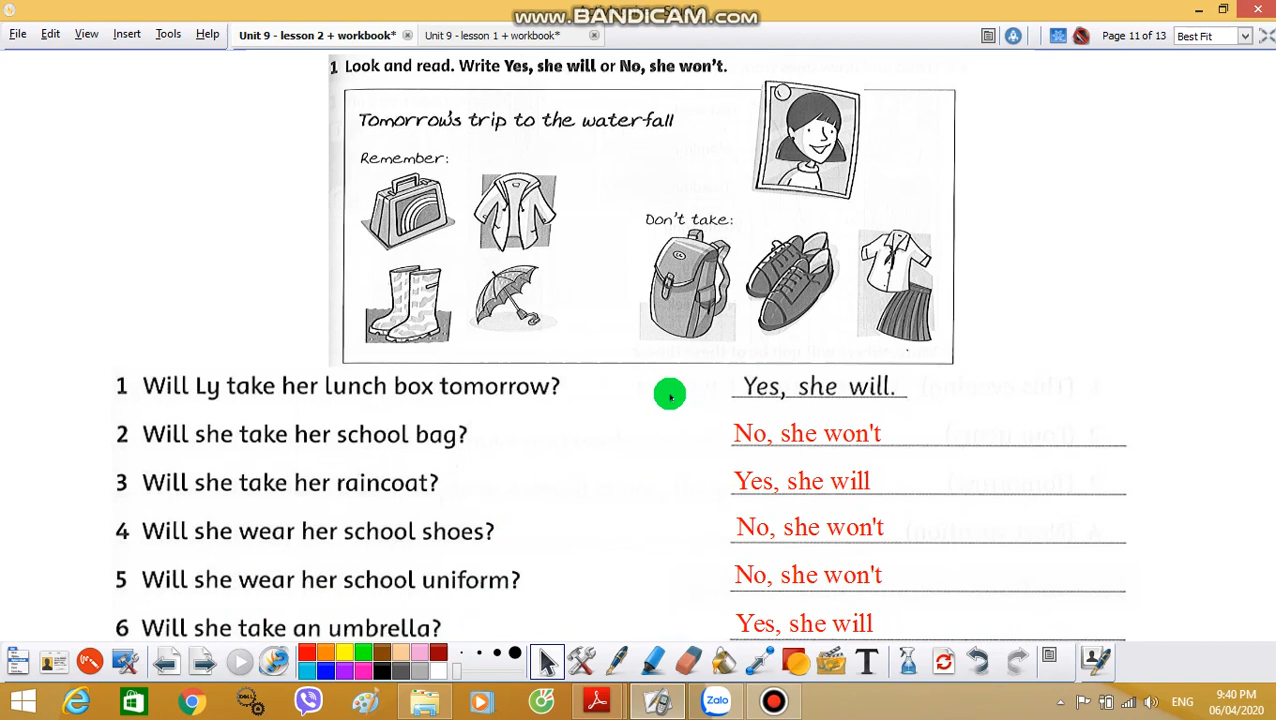 www.BANDICAM.com
File Edit View Insert Tools Help
Unit 9 - lesson 2 + workbook*
Unit 9 - lesson 1 + workbook*
Page 11 of 13
Best Fit
1 Look and read. Write Yes, she will or No, she won't.
Tomorrow's trip to the waterfall
Remember:
Don't take:
1 Will Ly take her lunch box tomorrow? Yes, she will.
2 Will she take her school bag? No, she won't
3 Will she take her raincoat? Yes, she will
4 Will she wear her school shoes? No, she won't
5 Will she wear her school uniform? No, she won't
6 Will she take an umbrella? Yes, she will
Zalo
ENG
9:40 PM
06/04/2020